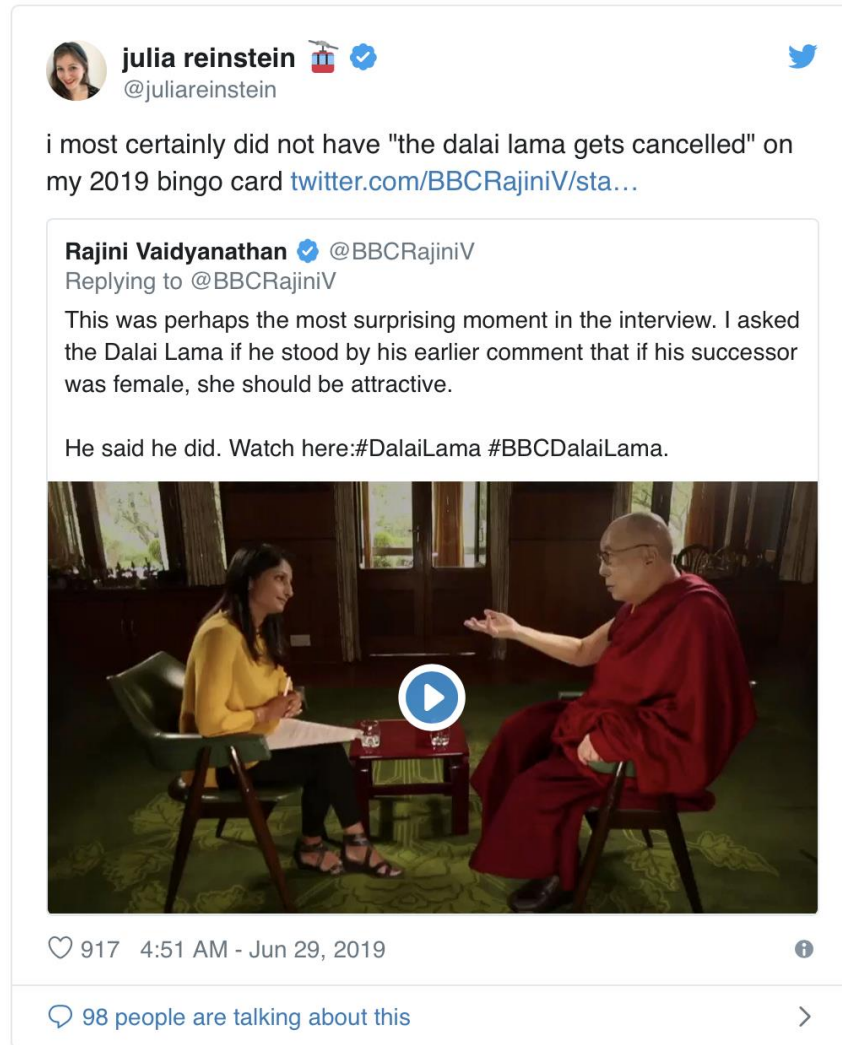 julia reinstein 🚡
@juliareinstein
i most certainly did not have "the dalai lama gets cancelled" on
my 2019 bingo card twitter.com/BBCRajiniV/sta…
Rajini Vaidyanathan @BBCRajiniV
Replying to @BBCRajiniV
This was perhaps the most surprising moment in the interview. I asked
the Dalai Lama if he stood by his earlier comment that if his successor
was female, she should be attractive.
He said he did. Watch here:#DalaiLama #BBCDalaiLama.
917 4:51 AM - Jun 29, 2019
98 people are talking about this